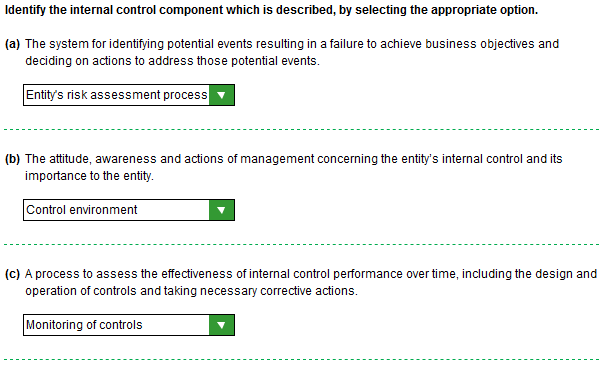 Identify the internal control component which is described, by selecting the appropriate option.
(a) The system for identifying potential events resulting in a failure to achieve business objectives and
deciding on actions to address those potential events.
Entity's risk assessment process
(b) The attitude, awareness and actions of management concerning the entity's internal control and its
importance to the entity.
Control environment
(c) A process to assess the effectiveness of internal control performance over time, including the design and
operation of controls and taking necessary corrective actions.
Monitoring of controls